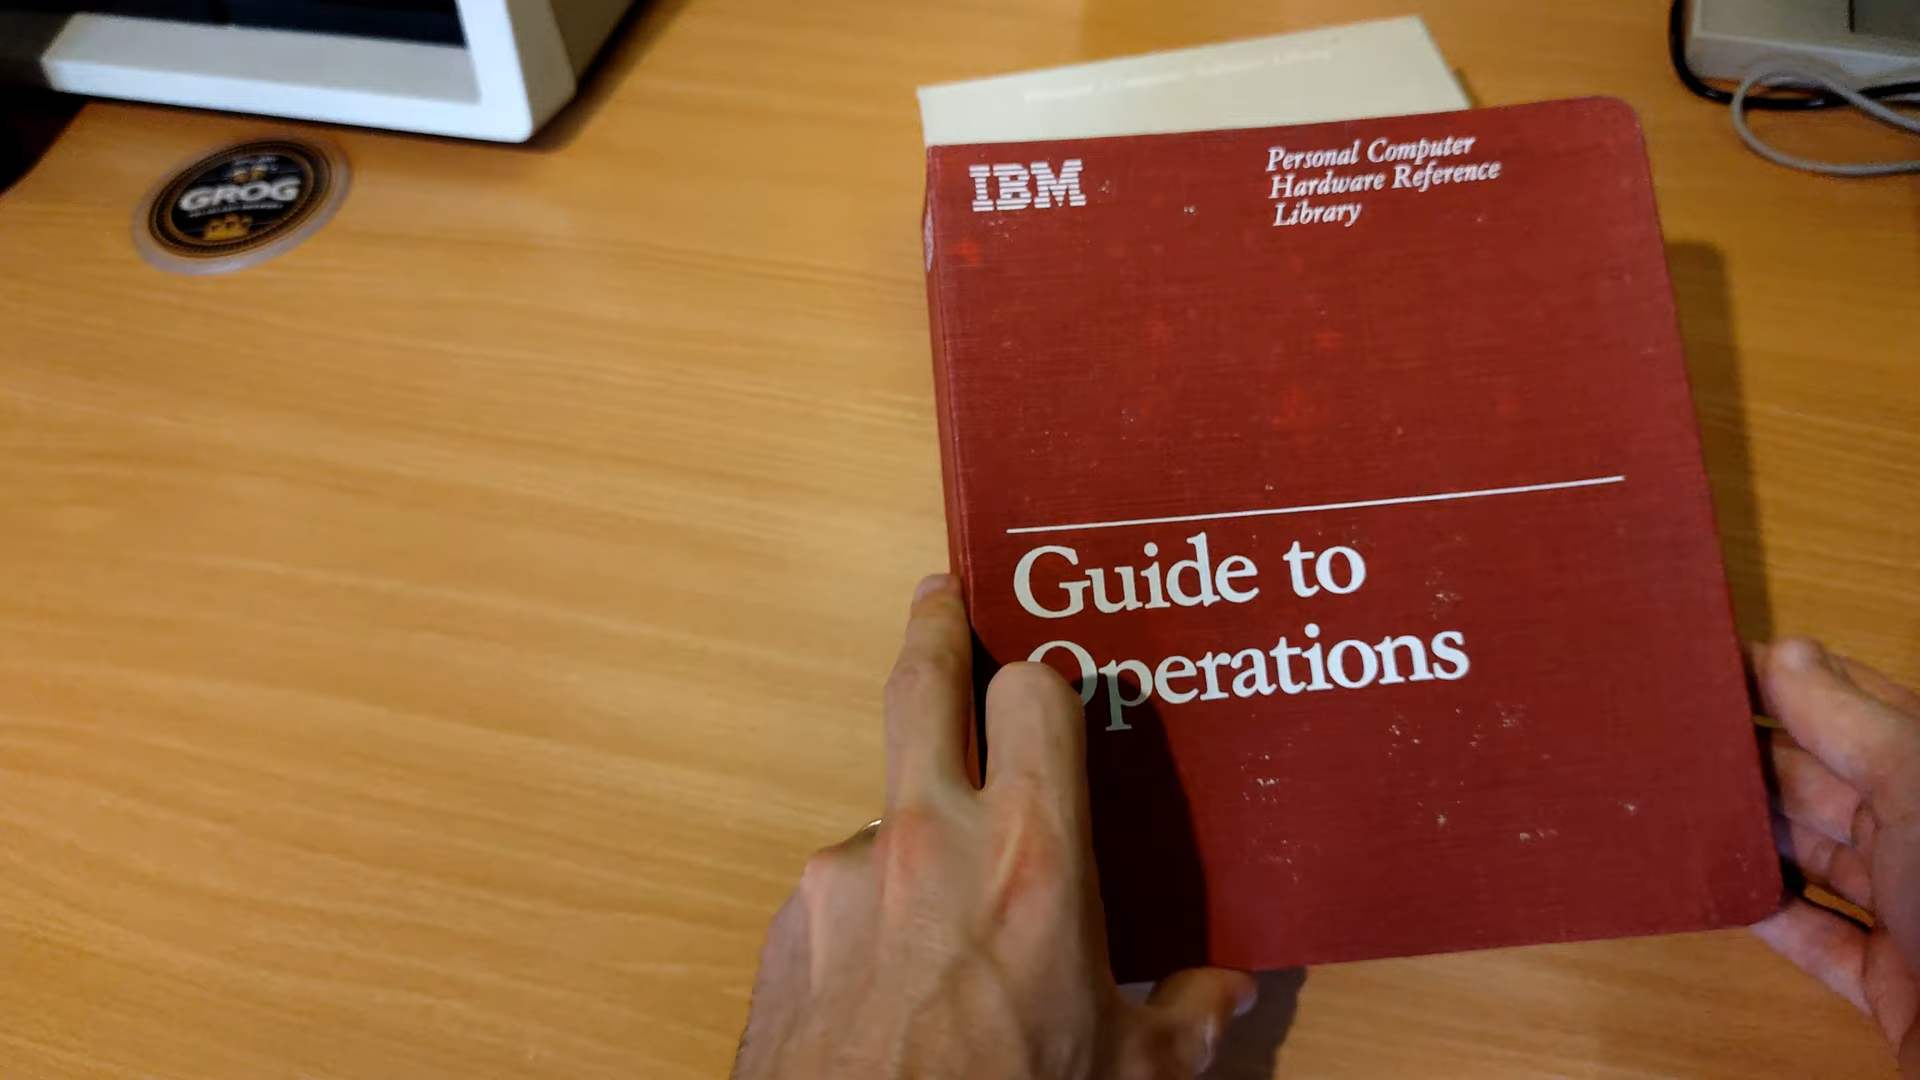 GROG
IBM
Personal Computer
Hardware Reference
Library
Guide to
Operations